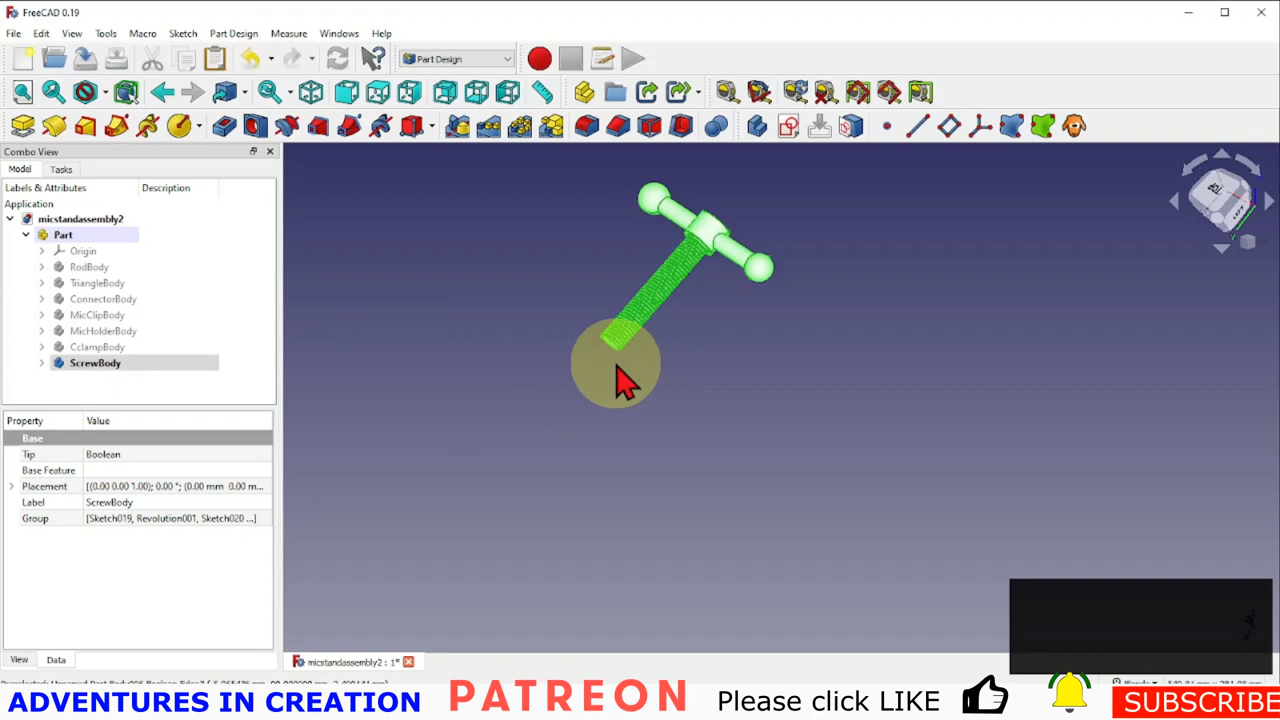 FreeCAD 0.19
File Edit View Tools Macro Sketch Part Design Measure Windows Help
Part Design
Combo View
Model Tasks
Labels & Attributes Description
Application
micstandassembly2
Part
Origin
RodBody
TriangleBody
ConnectorBody
MicClipBody
MicHolderBody
CclampBody
ScrewBody
TOP
Property Value
Base
Tip Boolean
Base Feature
Placement [(0.00 0.00 1.00); 0.00 °; (0.00 mm 0.00 m...
Label ScrewBody
Group [Sketch019, Revolution001, Sketch020 ...]
View Data
micstandassembly2 : 1*
ADVENTURES IN CREATION PATREON Please click LIKE SUBSCRIBE